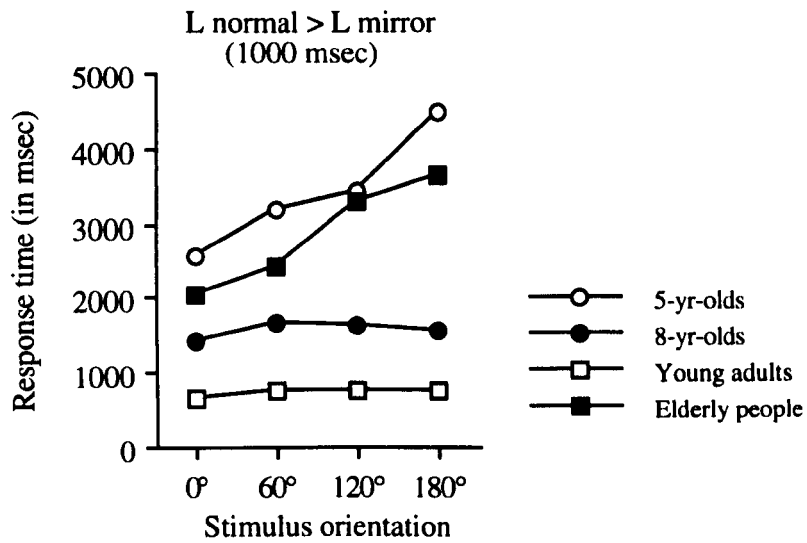 L normal > L mirror
(1000 msec)
5000
4000
3000
2000
1000
0
Response time (in msec)
0° 60° 120° 180°
Stimulus orientation
5-yr-olds
8-yr-olds
Young adults
Elderly people